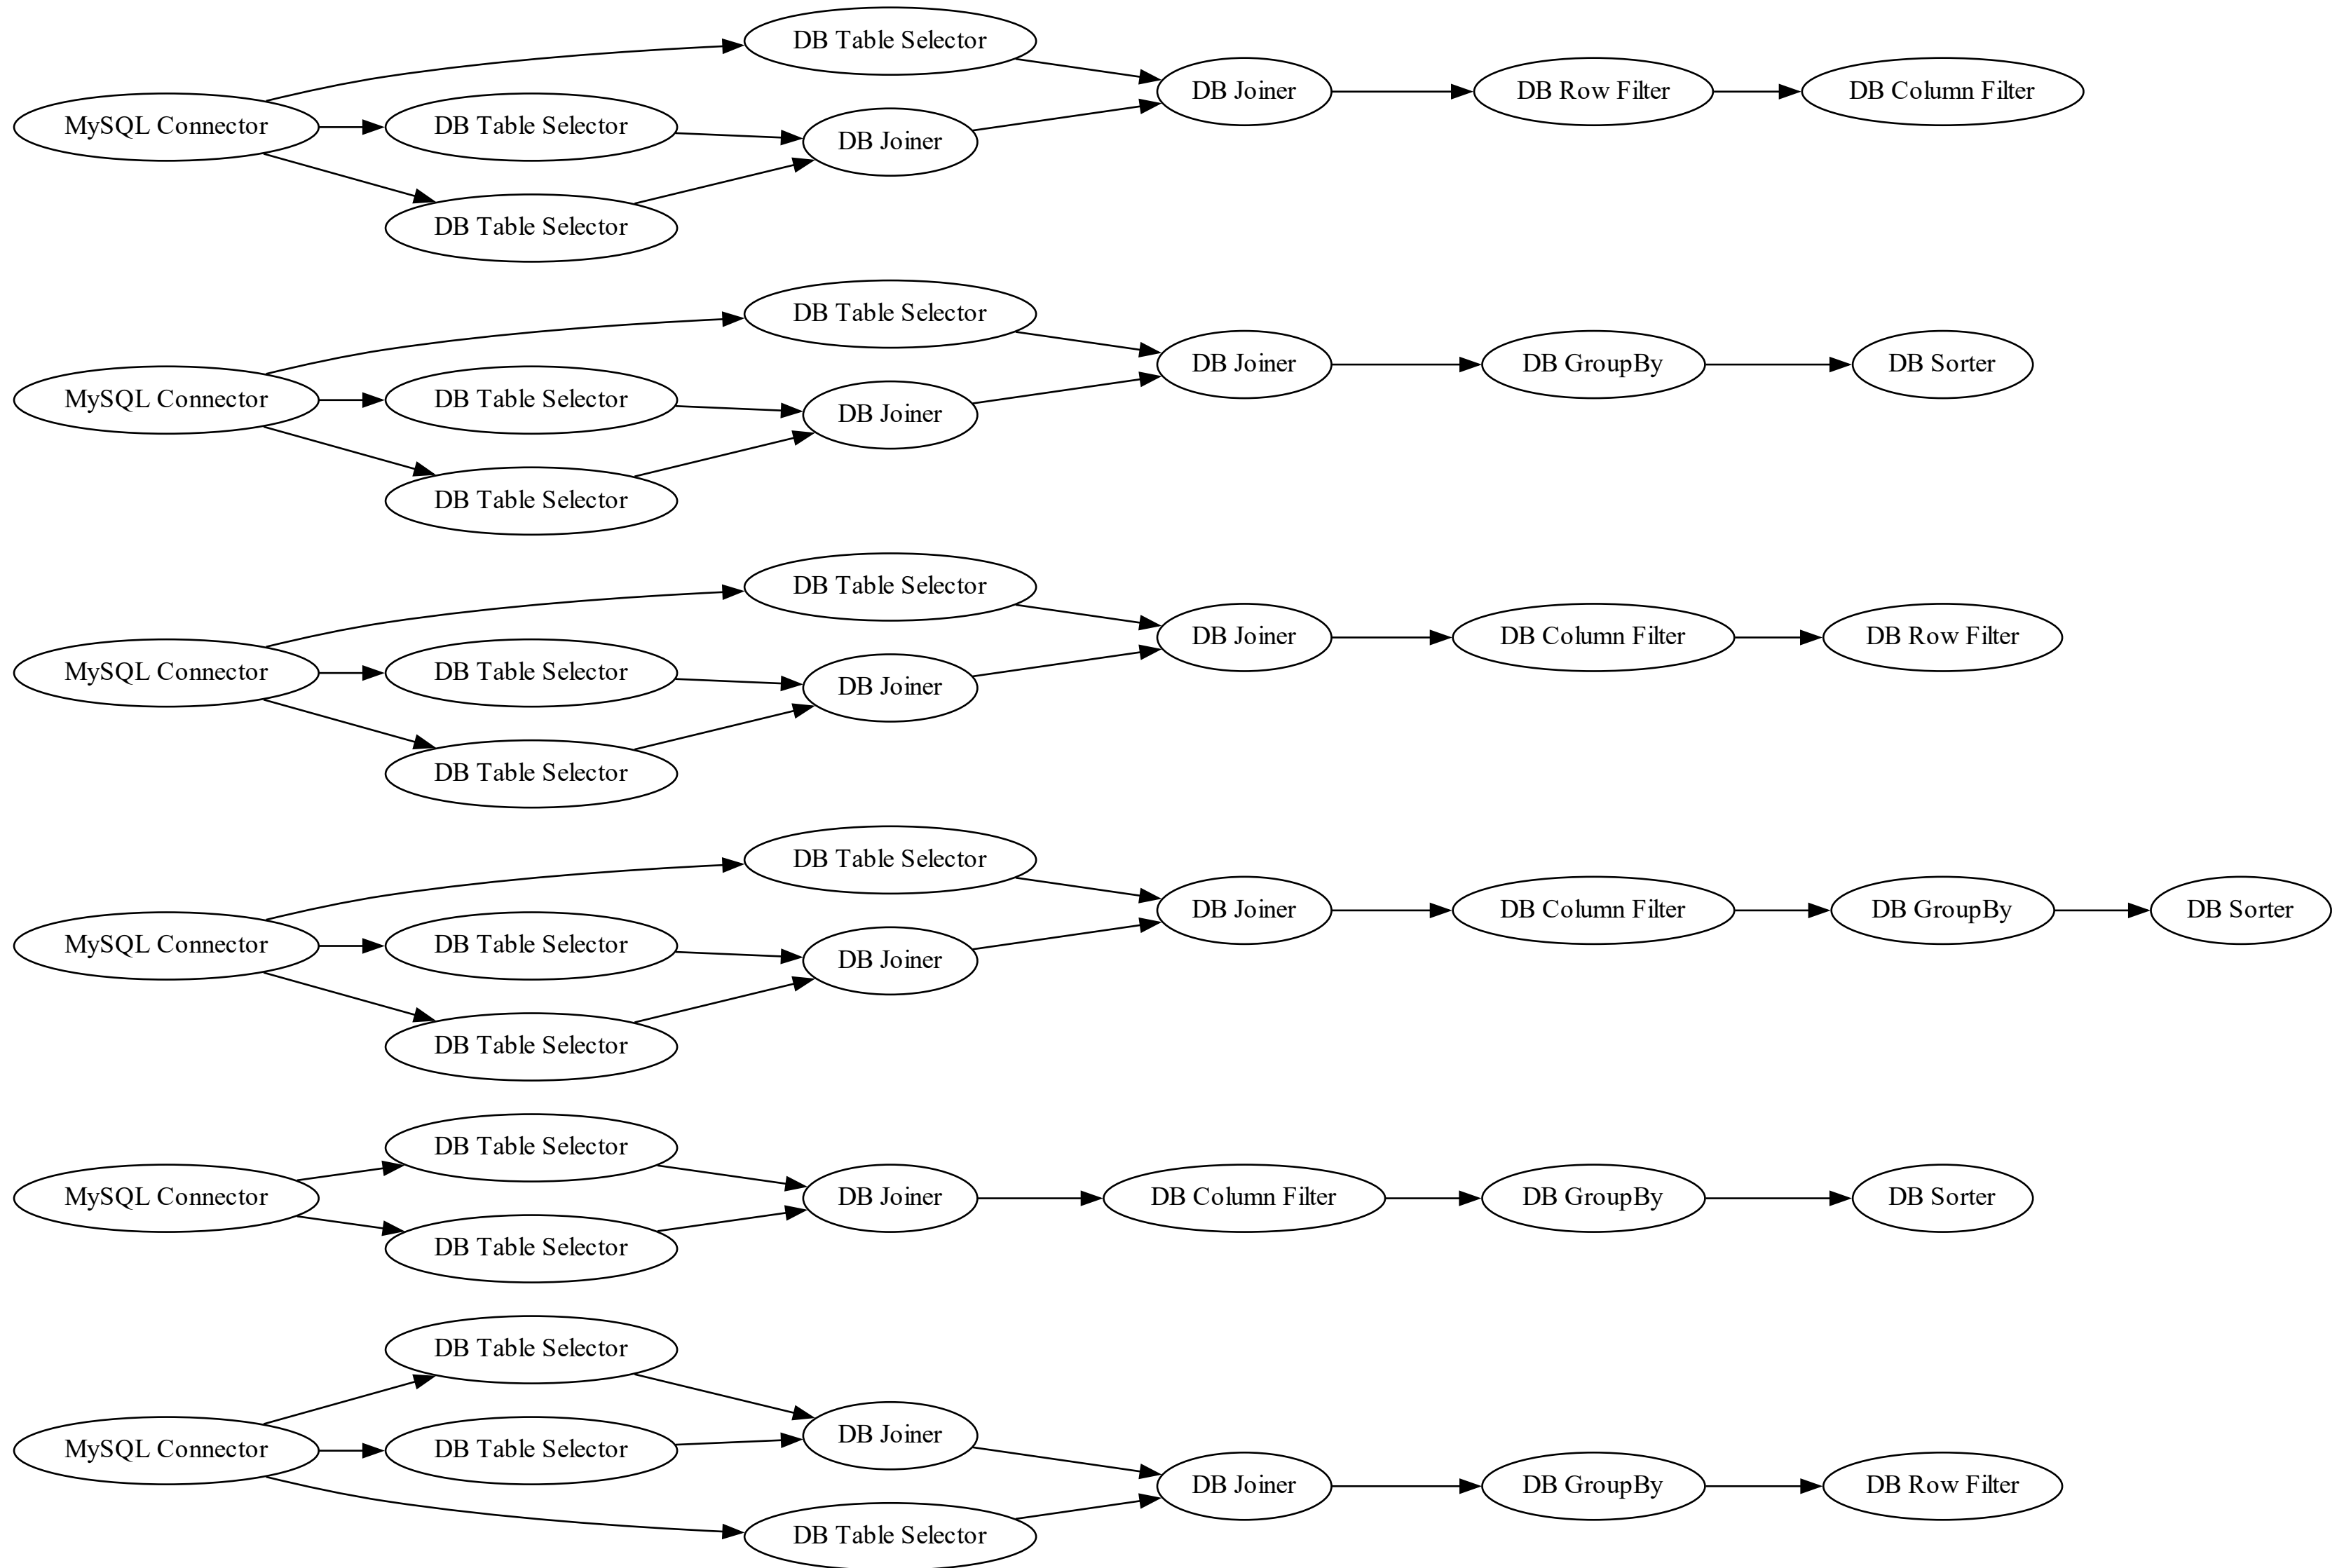 DB Table Selector
DB Joiner
DB Row Filter
DB Column Filter
MySQL Connector
DB Table Selector
DB Joiner
DB Table Selector
DB Table Selector
DB Joiner
DB GroupBy
DB Sorter
MySQL Connector
DB Table Selector
DB Joiner
DB Table Selector
DB Table Selector
DB Joiner
DB Column Filter
DB Row Filter
MySQL Connector
DB Table Selector
DB Joiner
DB Table Selector
DB Table Selector
DB Joiner
DB Column Filter
DB GroupBy
DB Sorter
MySQL Connector
DB Table Selector
DB Joiner
DB Table Selector
DB Table Selector
MySQL Connector
DB Joiner
DB Column Filter
DB GroupBy
DB Sorter
DB Table Selector
DB Table Selector
MySQL Connector
DB Table Selector
DB Joiner
DB Joiner
DB GroupBy
DB Row Filter
DB Table Selector